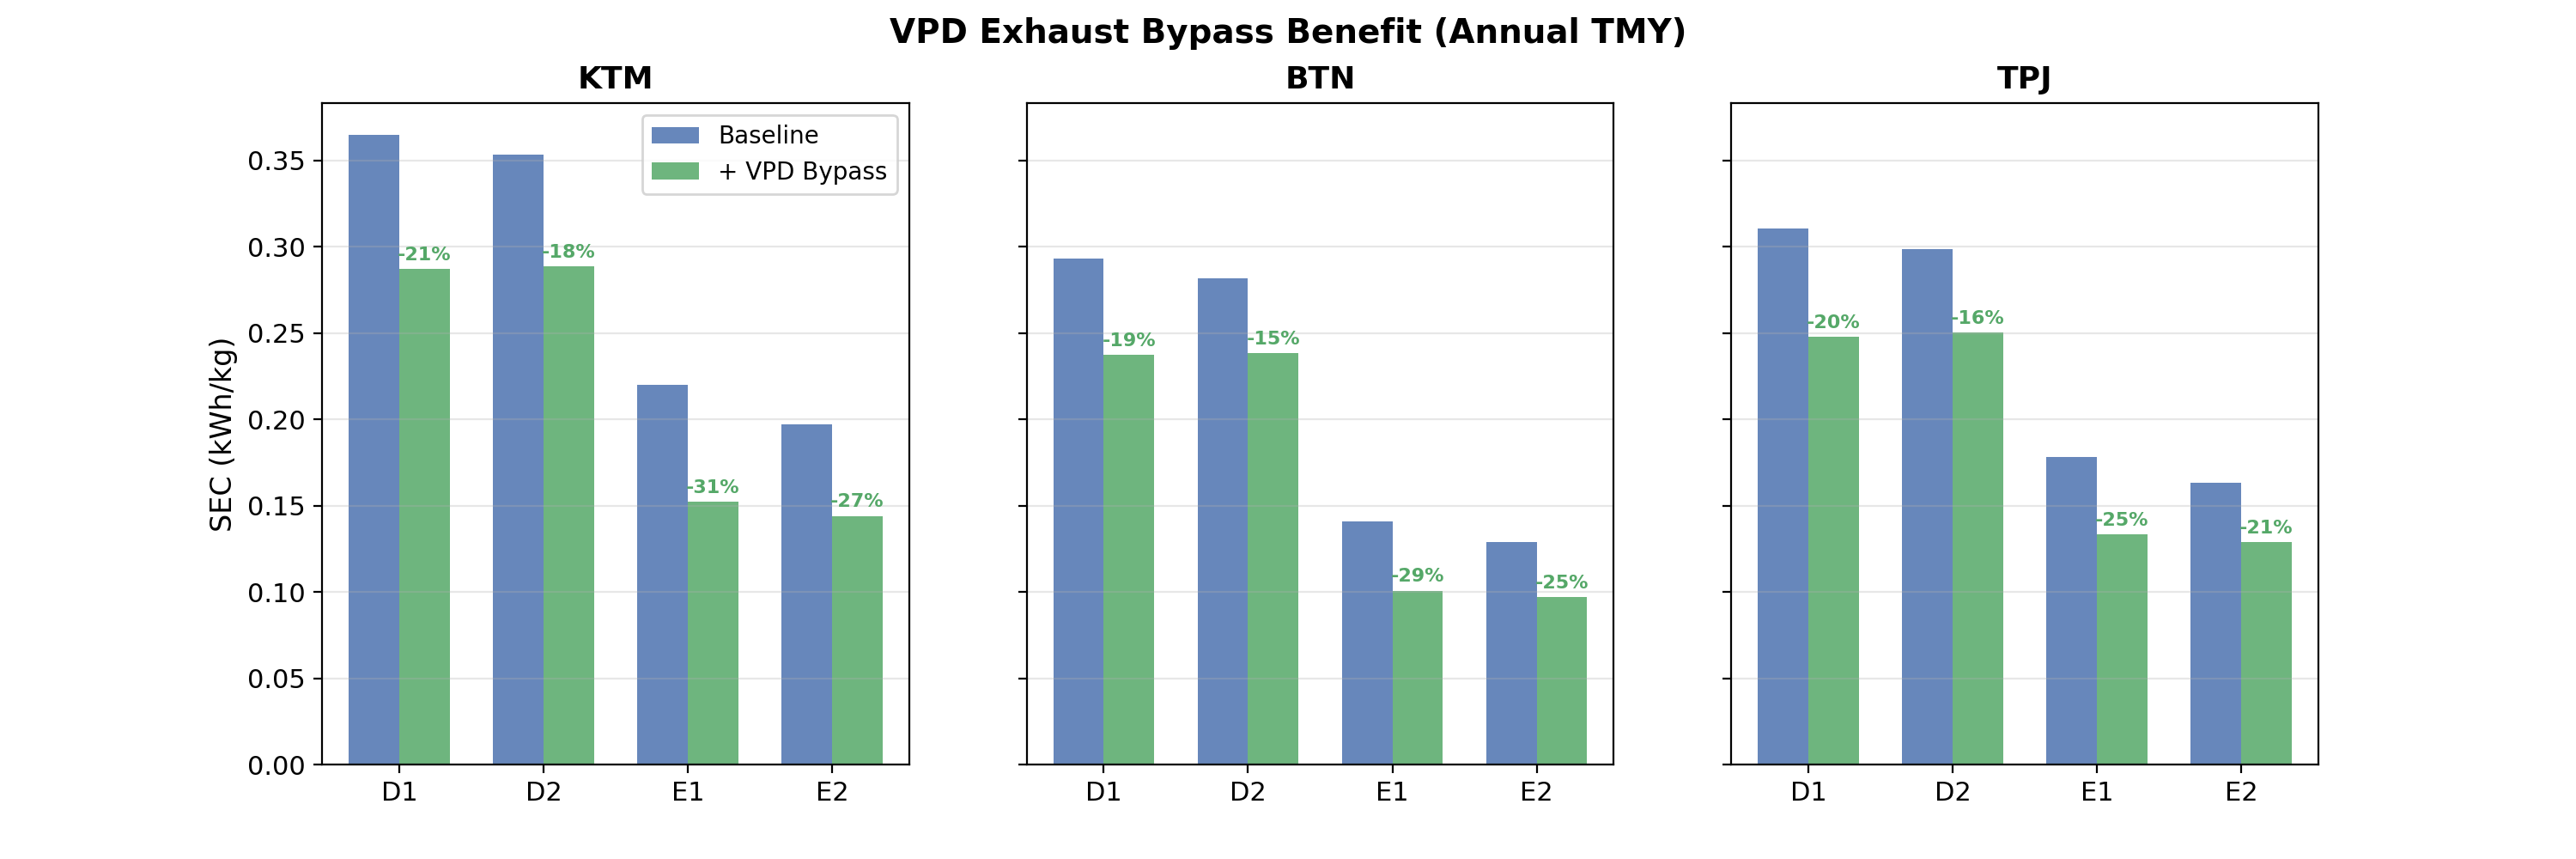 VPD Exhaust Bypass Benefit (Annual TMY)
KTM
SEC (kWh/kg)
0.35
0.30
0.25
0.20
0.15
0.10
0.05
0.00
Baseline
+ VPD Bypass
-21%
-18%
-31%
-27%
D1 D2 E1 E2
BTN
-19%
-15%
-29%
-25%
D1 D2 E1 E2
TPJ
-20%
-16%
-25%
-21%
D1 D2 E1 E2